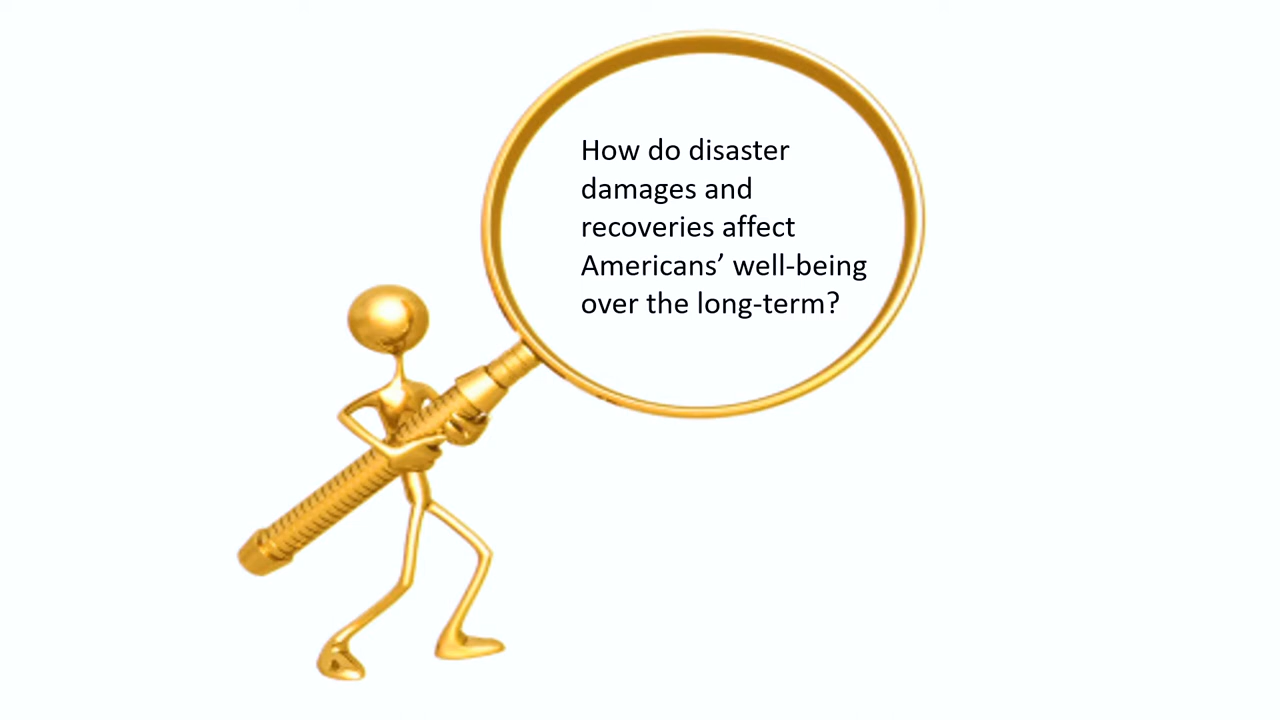 How do disaster
damages and
recoveries affect
Americans’ well-being
over the long-term?